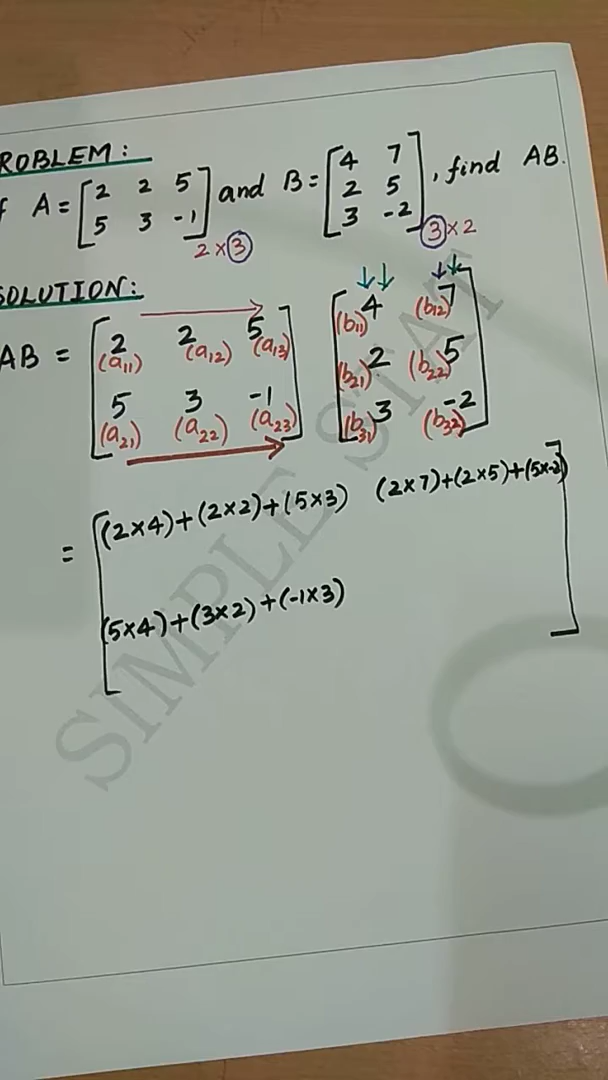 ROBLEM:
f A = [2 2 5 and B = [4 7 , find AB.
5 3 -1] 2 5
2 × 3 3 -2] 3 × 2
SOLUTION:
AB = [2 (a11) 2 (a12) 5 (a13) [4 (b11) 7 (b12)
5 (a21) 3 (a22) -1 (a23)] 2 (b21) 5 (b22)
3 (b31) -2 (b32)]
= [(2×4)+(2×2)+(5×3) (2×7)+(2×5)+(5×-2)
(5×4)+(3×2)+(-1×3) ]
SIMPLE STAT